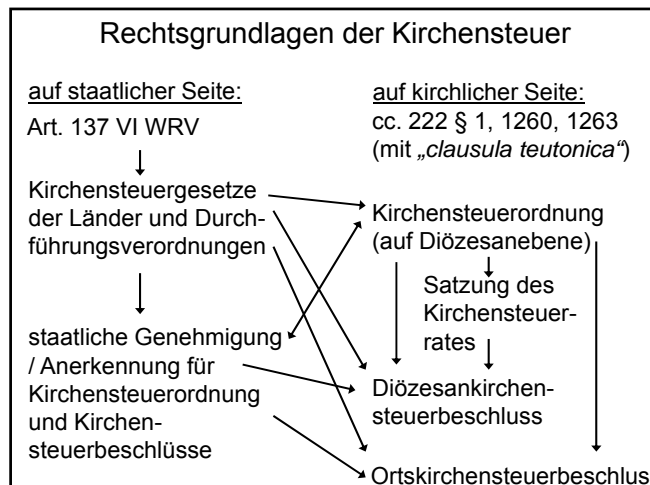 Rechtsgrundlagen der Kirchensteuer
auf staatlicher Seite:
Art. 137 VI WRV
Kirchensteuergesetze
der Länder und Durch-
führungsverordnungen
staatliche Genehmigung
/ Anerkennung für
Kirchensteuerordnung
und Kirchen-
steuerbeschlüsse
auf kirchlicher Seite:
cc. 222 § 1, 1260, 1263
(mit „clausula teutonica“)
Kirchensteuerordnung
(auf Diözesanebene)
Satzung des
Kirchensteuer-
rates
Diözesankirchen-
steuerbeschluss
Ortskirchensteuerbeschlus